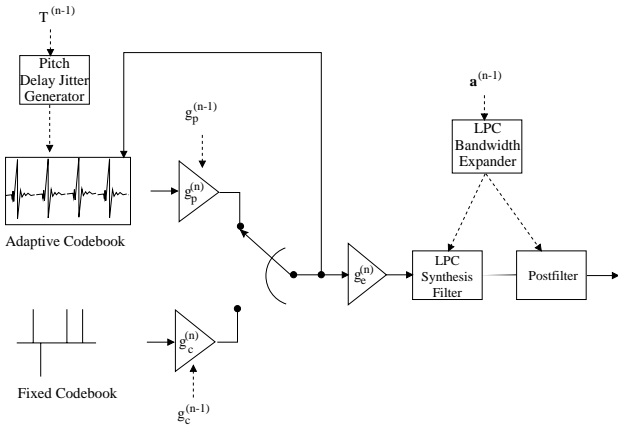 T^(n-1)
Pitch
Delay Jitter
Generator
g_p^(n-1)
a^(n-1)
LPC
Bandwidth
Expander
g_p^(n)
Adaptive Codebook
g_e^(n)
LPC
Synthesis
Filter
Postfilter
g_c^(n)
Fixed Codebook
g_c^(n-1)